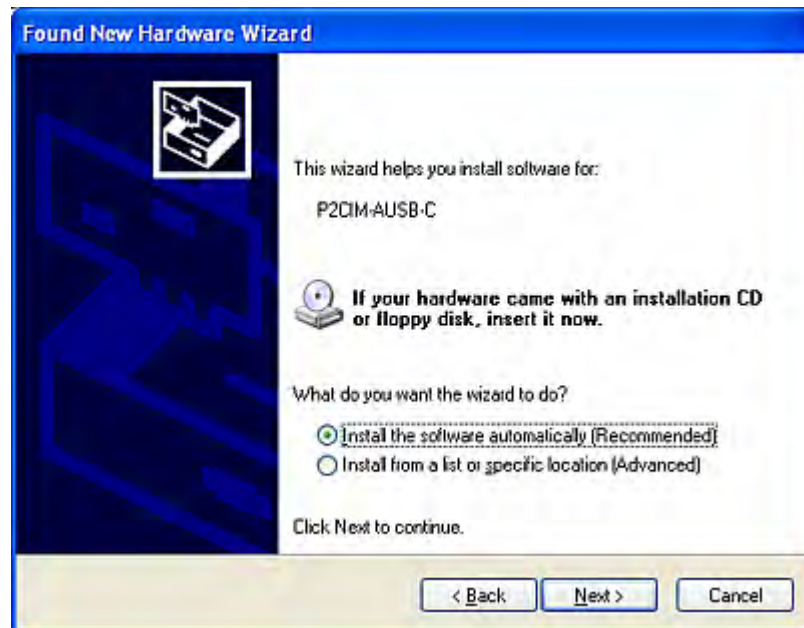 Found New Hardware Wizard
This wizard helps you install software for:
P2CIM-AUSB-C
If your hardware came with an installation CD
or floppy disk, insert it now.
What do you want the wizard to do?
Install the software automatically (Recommended)
Install from a list or specific location (Advanced)
Click Next to continue.
< Back
Next >
Cancel